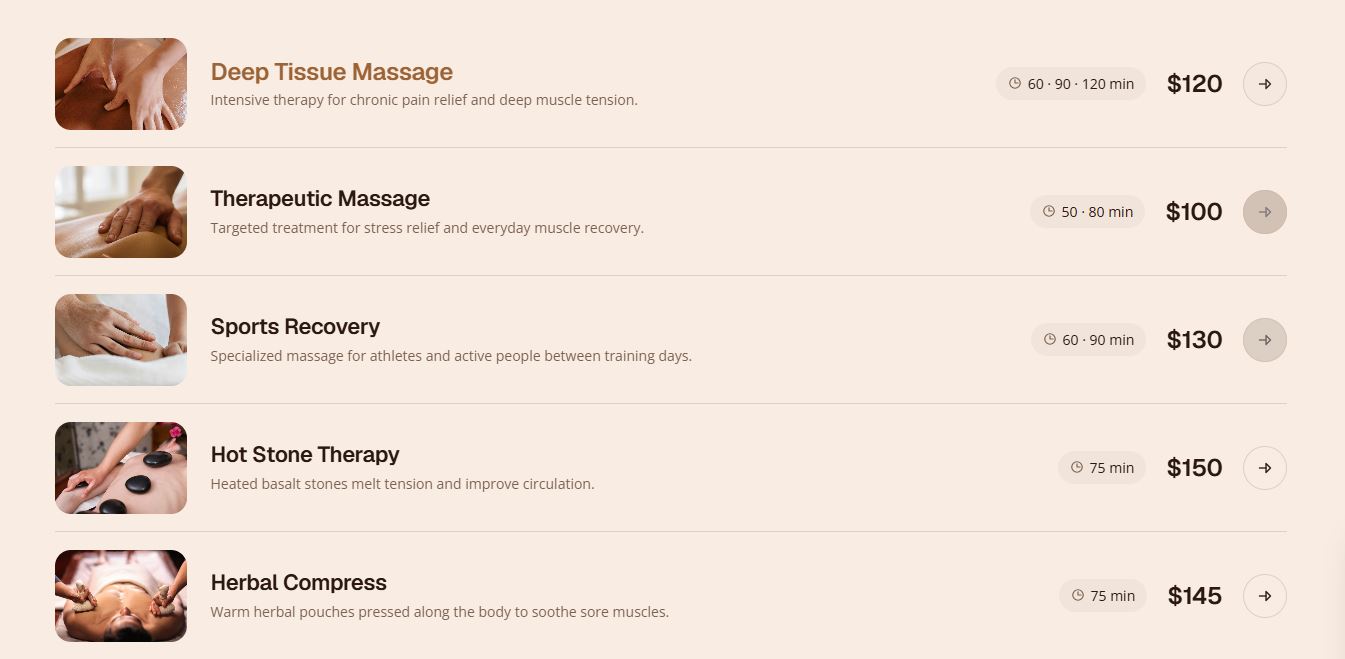 Deep Tissue Massage
Intensive therapy for chronic pain relief and deep muscle tension.
60 · 90 · 120 min
$120
Therapeutic Massage
Targeted treatment for stress relief and everyday muscle recovery.
50 · 80 min
$100
Sports Recovery
Specialized massage for athletes and active people between training days.
60 · 90 min
$130
Hot Stone Therapy
Heated basalt stones melt tension and improve circulation.
75 min
$150
Herbal Compress
Warm herbal pouches pressed along the body to soothe sore muscles.
75 min
$145